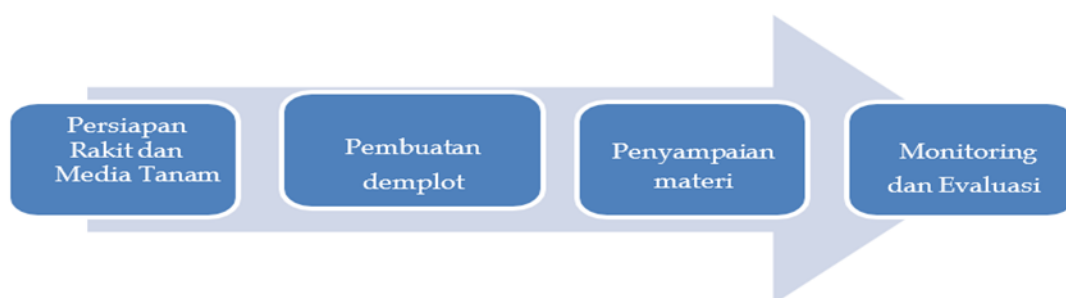 Persiapan
Rakit dan
Media Tanam
Pembuatan
demplot
Penyampaian
materi
Monitoring
dan Evaluasi